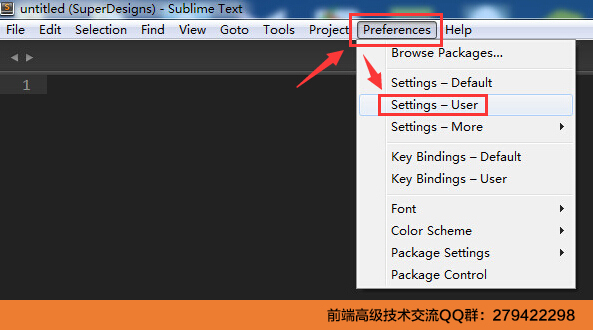 untitled (SuperDesigns) - Sublime Text
File Edit Selection Find View Goto Tools Project Preferences Help
Browse Packages...
1
Settings – Default
Settings – User
Settings – More
Key Bindings – Default
Key Bindings – User
Font
Color Scheme
Package Settings
Package Control
前端高级技术交流QQ群：279422298